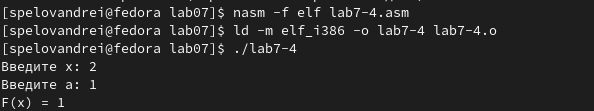 [spelovandrei@fedora lab07]$ nasm -f elf lab7-4.asm
[spelovandrei@fedora lab07]$ ld -m elf_i386 -o lab7-4 lab7-4.o
[spelovandrei@fedora lab07]$ ./lab7-4
Введите x: 2
Введите a: 1
F(x) = 1